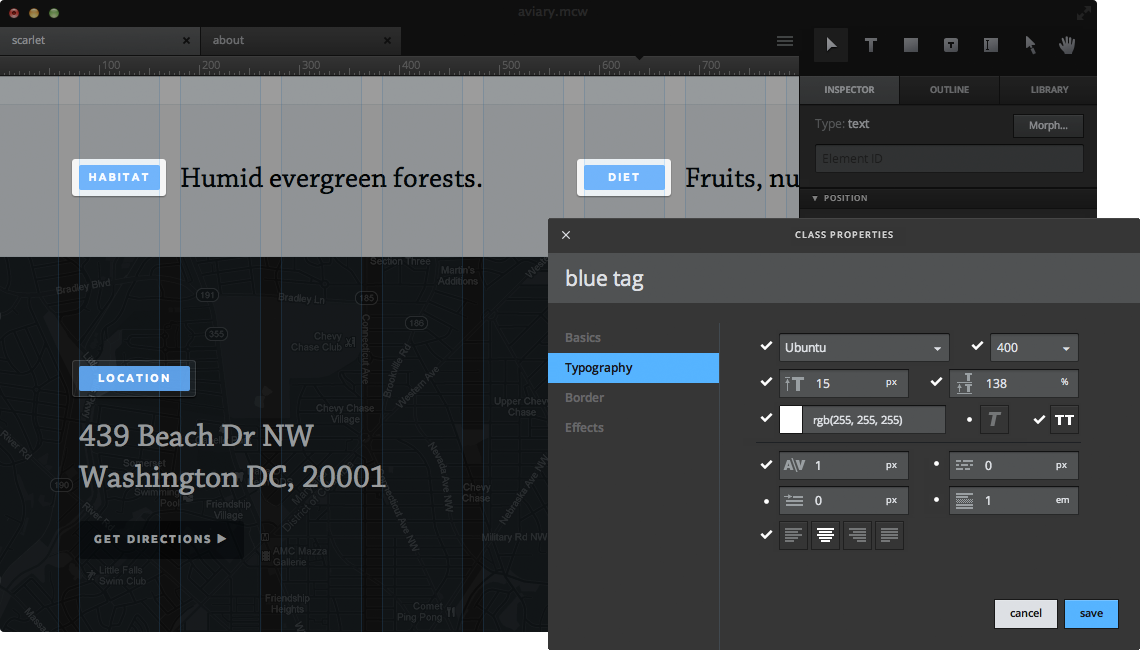 aviary.mcw
scarlet × about ×
100 200 300 400 500 600 700
T T
INSPECTOR OUTLINE LIBRARY
Type: text Morph...
Element ID
▼ POSITION
HABITAT Humid evergreen forests. DIET Fruits, nu
× CLASS PROPERTIES
blue tag
Basics
Typography
Border
Effects
Ubuntu 400
T 15 px T T 138 %
rgb(255, 255, 255) T TT
A\V 1 px 0 px
0 px 1 em
cancel save
Section Three
Martin's
Additions
Bradley Blvd
191
Bradley Ln
185
186
355
Chevy
Chase Club
Connecticut Ave
Brookville Rd
Western Ave
LOCATION
Upper Chevy
Chase
Chevy Chase
Village
River Rd
439 Beach Dr NW
Washington DC, 20001
Somerset
190
Swimming
Pool
Friendship
Village
Chevy
Chase
District of
Connecticut Ave NW
Nevada Ave NW
Nebraska Ave NW
River Rd
GET DIRECTIONS ▶
Military Rd NW
AMC Mazza
Gallerie
Little Falls
Swim Club
Friendship
Heights
Comet
Ping Pong